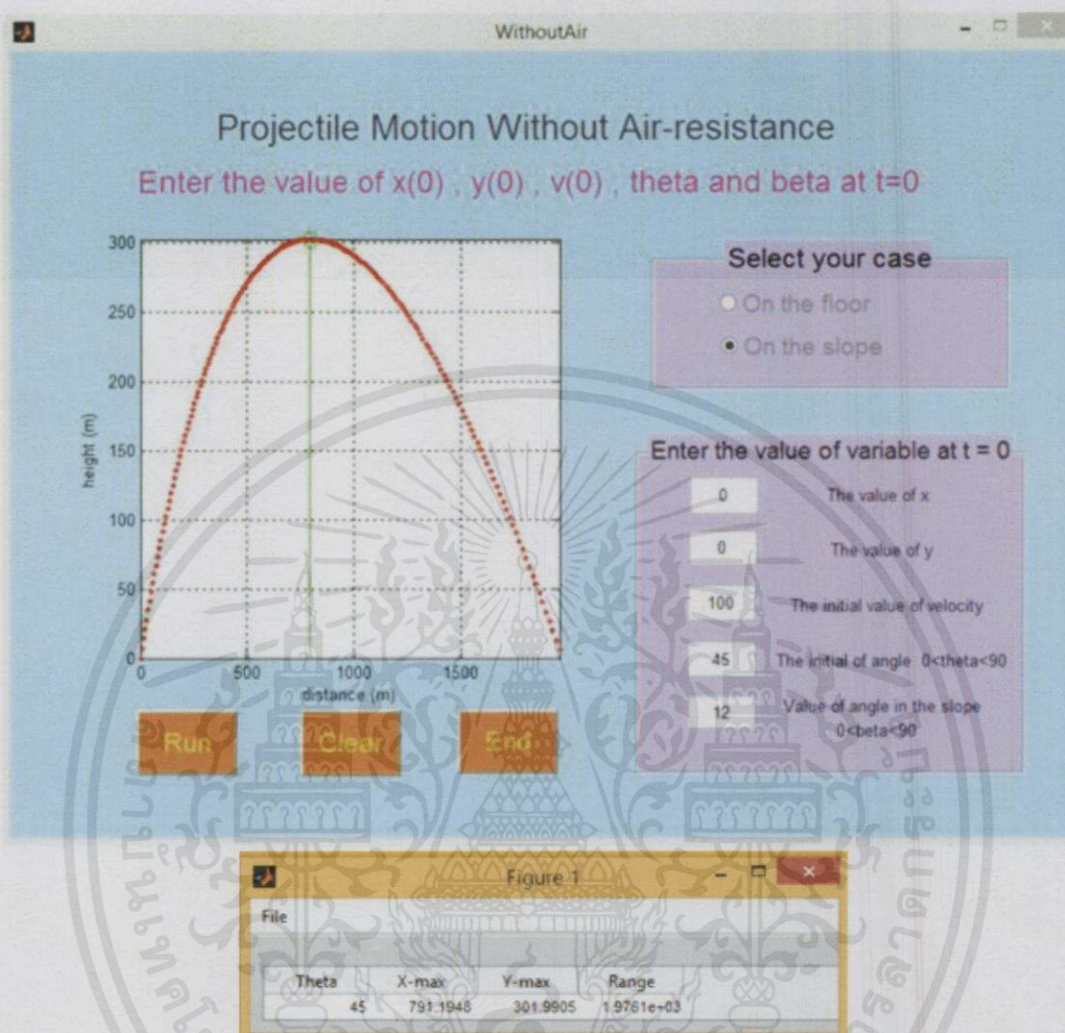 WithoutAir
Projectile Motion Without Air-resistance
Enter the value of x(0) , y(0) , v(0) , theta and beta at t=0
300
250
200
150
100
50
0
height (m)
0 500 1000 1500
distance (m)
Run Clear End
Select your case
On the floor
On the slope
Enter the value of variable at t = 0
0 The value of x
0 The value of y
100 The initial value of velocity
45 The initial of angle 0<theta<90
12 Value of angle in the slope
0<beta<90
Figure 1
File
Theta X-max Y-max Range
45 791.1948 301.9905 1.9761e+03